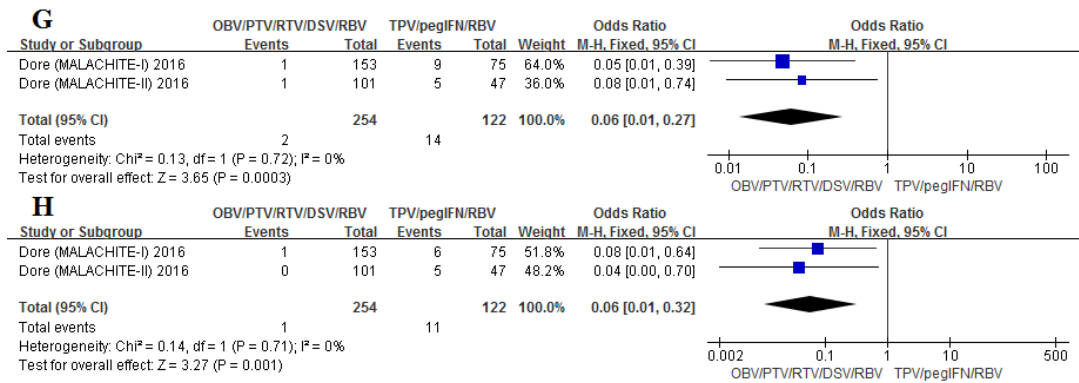 G
OBV/PTV/RTV/DSV/RBV TPV/pegIFN/RBV Odds Ratio Odds Ratio
Study or Subgroup Events Total Events Total Weight M-H, Fixed, 95% CI M-H, Fixed, 95% CI
Dore (MALACHITE-I) 2016 1 153 9 75 64.0% 0.05 [0.01, 0.39]
Dore (MALACHITE-II) 2016 1 101 5 47 36.0% 0.08 [0.01, 0.74]
Total (95% CI) 254 122 100.0% 0.06 [0.01, 0.27]
Total events 2 14
Heterogeneity: Chi² = 0.13, df = 1 (P = 0.72); I² = 0%
Test for overall effect: Z = 3.65 (P = 0.0003)
0.01 0.1 1 10 100
OBV/PTV/RTV/DSV/RBV TPV/pegIFN/RBV
H
OBV/PTV/RTV/DSV/RBV TPV/pegIFN/RBV Odds Ratio Odds Ratio
Study or Subgroup Events Total Events Total Weight M-H, Fixed, 95% CI M-H, Fixed, 95% CI
Dore (MALACHITE-I) 2016 1 153 6 75 51.8% 0.08 [0.01, 0.64]
Dore (MALACHITE-II) 2016 0 101 5 47 48.2% 0.04 [0.00, 0.70]
Total (95% CI) 254 122 100.0% 0.06 [0.01, 0.32]
Total events 1 11
Heterogeneity: Chi² = 0.14, df = 1 (P = 0.71); I² = 0%
Test for overall effect: Z = 3.27 (P = 0.001)
0.002 0.1 1 10 500
OBV/PTV/RTV/DSV/RBV TPV/pegIFN/RBV